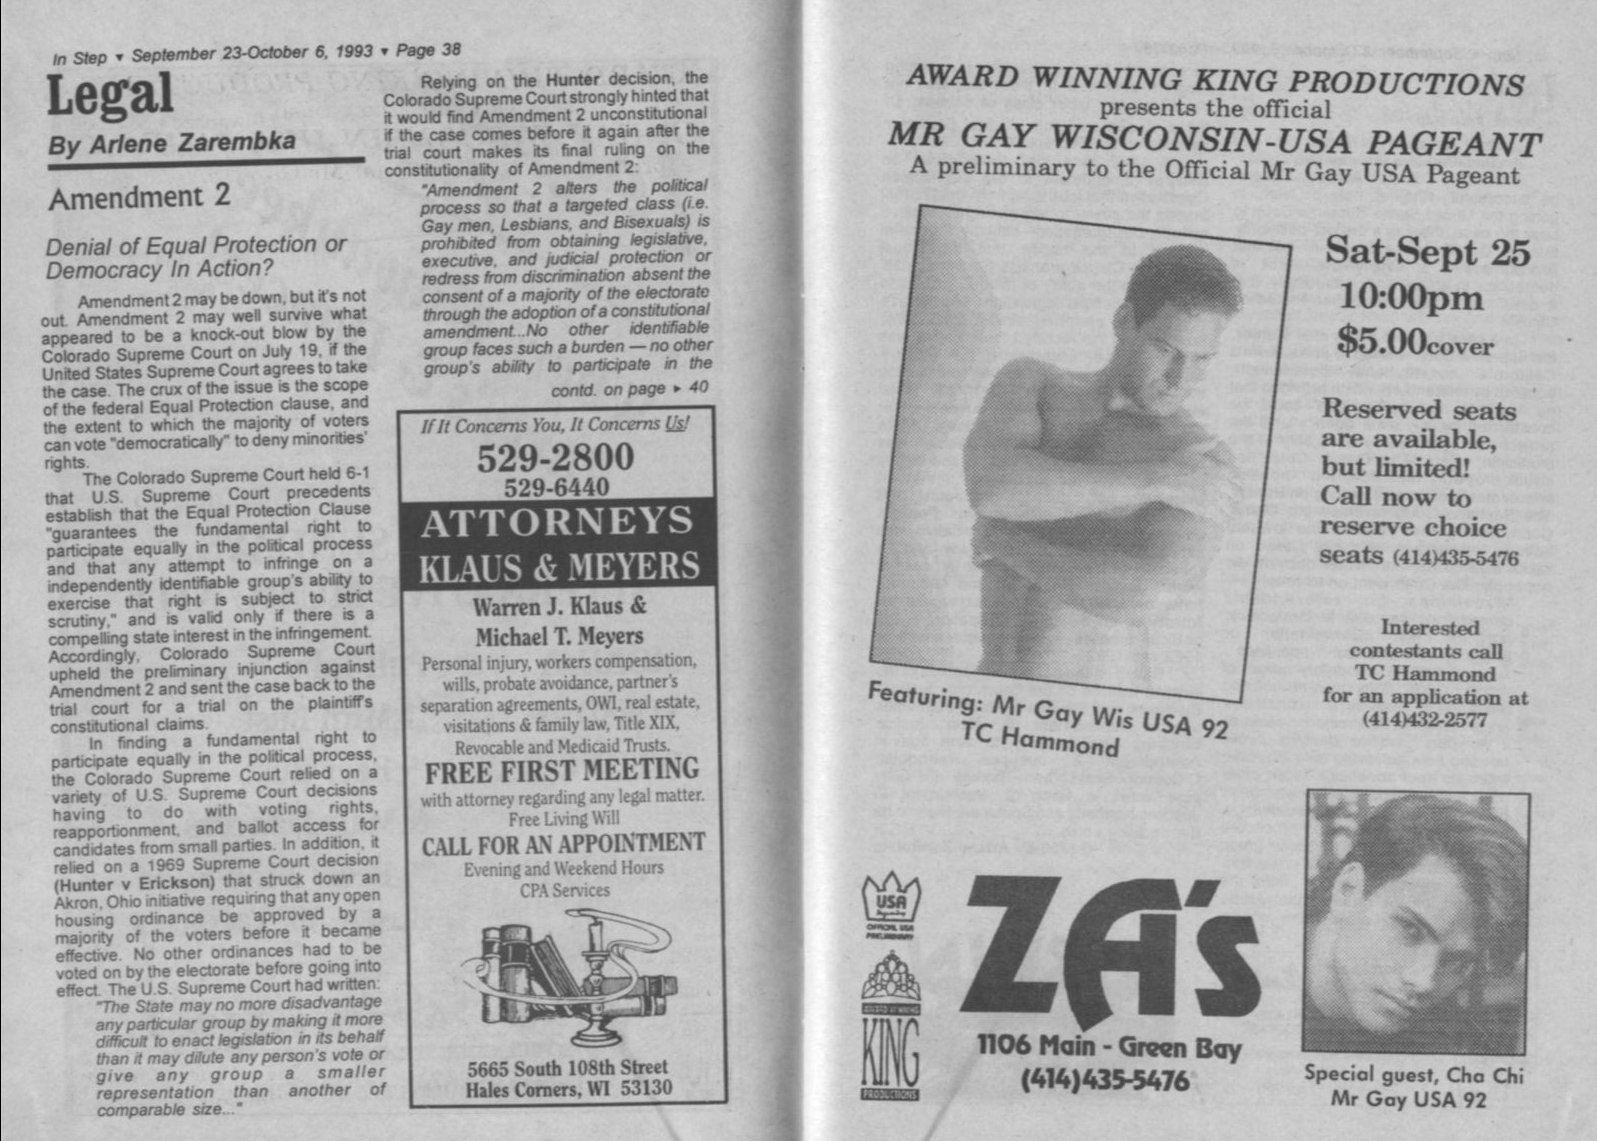 In Step ▾ September 23-October 6, 1993 ▾ Page 38
Legal
By Arlene Zarembka
Amendment 2
Denial of Equal Protection or
Democracy In Action?
Amendment 2 may be down, but it's not
out. Amendment 2 may well survive what
appeared to be a knock-out blow by the
Colorado Supreme Court on July 19, if the
United States Supreme Court agrees to take
the case. The crux of the issue is the scope
of the federal Equal Protection clause, and
the extent to which the majority of voters
can vote "democratically" to deny minorities'
rights.
The Colorado Supreme Court held 6-1
that U.S. Supreme Court precedents
establish that the Equal Protection Clause
"guarantees the fundamental right to
participate equally in the political process
and that any attempt to infringe on a
independently identifiable group's ability to
exercise that right is subject to strict
scrutiny," and is valid only if there is a
compelling state interest in the infringement.
Accordingly, Colorado Supreme Court
upheld the preliminary injunction against
Amendment 2 and sent the case back to the
trial court for a trial on the plaintiff's
constitutional claims.
In finding a fundamental right to
participate equally in the political process,
the Colorado Supreme Court relied on a
variety of U.S. Supreme Court decisions
having to do with voting rights,
reapportionment, and ballot access for
candidates from small parties. In addition, it
relied on a 1969 Supreme Court decision
(Hunter v Erickson) that struck down an
Akron, Ohio initiative requiring that any open
housing ordinance be approved by a
majority of the voters before it became
effective. No other ordinances had to be
voted on by the electorate before going into
effect. The U.S. Supreme Court had written:
"The State may no more disadvantage
any particular group by making it more
difficult to enact legislation in its behalf
than it may dilute any person's vote or
give any group a smaller
representation than another of
comparable size..."
Relying on the Hunter decision, the
Colorado Supreme Court strongly hinted that
it would find Amendment 2 unconstitutional
if the case comes before it again after the
trial court makes its final ruling on the
constitutionality of Amendment 2:
"Amendment 2 alters the political
process so that a targeted class (i.e.
Gay men, Lesbians, and Bisexuals) is
prohibited from obtaining legislative,
executive, and judicial protection or
redress from discrimination absent the
consent of a majority of the electorate
through the adoption of a constitutional
amendment...No other identifiable
group faces such a burden — no other
group's ability to participate in the
contd. on page ▸ 40
If It Concerns You, It Concerns Us!
529-2800
529-6440
ATTORNEYS
KLAUS & MEYERS
Warren J. Klaus &
Michael T. Meyers
Personal injury, workers compensation,
wills, probate avoidance, partner's
separation agreements, OWI, real estate,
visitations & family law, Title XIX,
Revocable and Medicaid Trusts.
FREE FIRST MEETING
with attorney regarding any legal matter.
Free Living Will
CALL FOR AN APPOINTMENT
Evening and Weekend Hours
CPA Services
5665 South 108th Street
Hales Corners, WI 53130
AWARD WINNING KING PRODUCTIONS
presents the official
MR GAY WISCONSIN-USA PAGEANT
A preliminary to the Official Mr Gay USA Pageant
Sat-Sept 25
10:00pm
$5.00cover
Reserved seats
are available,
but limited!
Call now to
reserve choice
seats (414)435-5476
Interested
contestants call
TC Hammond
for an application at
(414)432-2577
Featuring: Mr Gay Wis USA 92
TC Hammond
USA
OFFICIAL USA
PRELIMINARY
KING
PRODUCTIONS
ZA's
1106 Main - Green Bay
(414)435-5476
Special guest, Cha Chi
Mr Gay USA 92